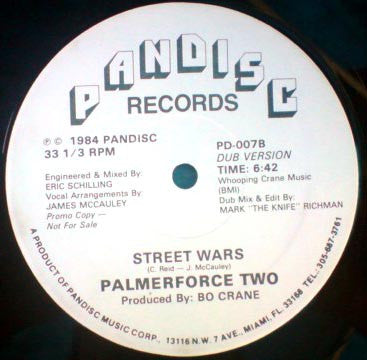 PANDISC
RECORDS
℗ © 1984 PANDISC
33 1/3 RPM
Engineered & Mixed By
ERIC SCHILLING
Vocal Arrangements By:
JAMES MCCAULEY
Promo Copy —
Not For Sale
PD-007B
DUB VERSION
TIME: 6:42
Whooping Crane Music
(BMI)
Dub Mix & Edit By:
MARK "THE KNIFE" RICHMAN
STREET WARS
(C. Reid — J. McCauley)
PALMERFORCE TWO
Produced By: BO CRANE
A PRODUCT OF PANDISC MUSIC CORP., 13116 N.W. 7 AVE., MIAMI, FL. 33168 TEL: 305-687-3761